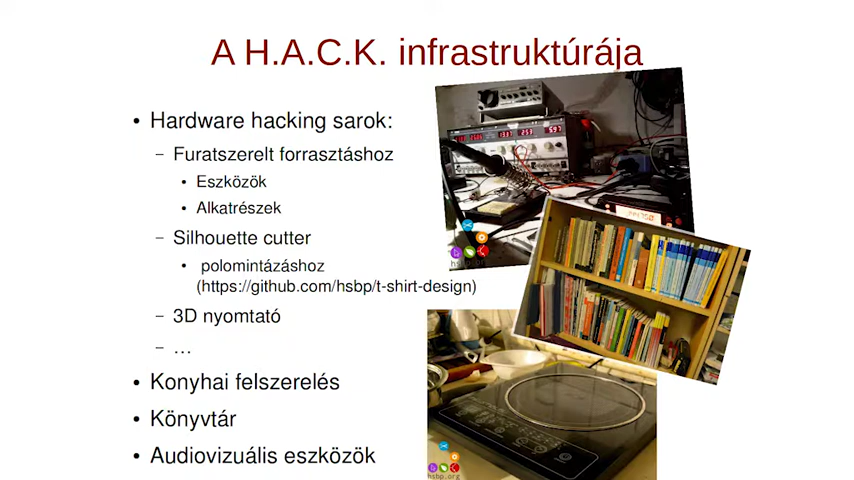 A H.A.C.K. infrastruktúrája
• Hardware hacking sarok:
– Furatszerelt forrasztáshoz
• Eszközök
• Alkatrészek
– Silhouette cutter
• polomintázáshoz
(https://github.com/hsbp/t-shirt-design)
– 3D nyomtató
– ...
• Konyhai felszerelés
• Könyvtár
• Audiovizuális eszközök
hsbp.org
hsbp.org